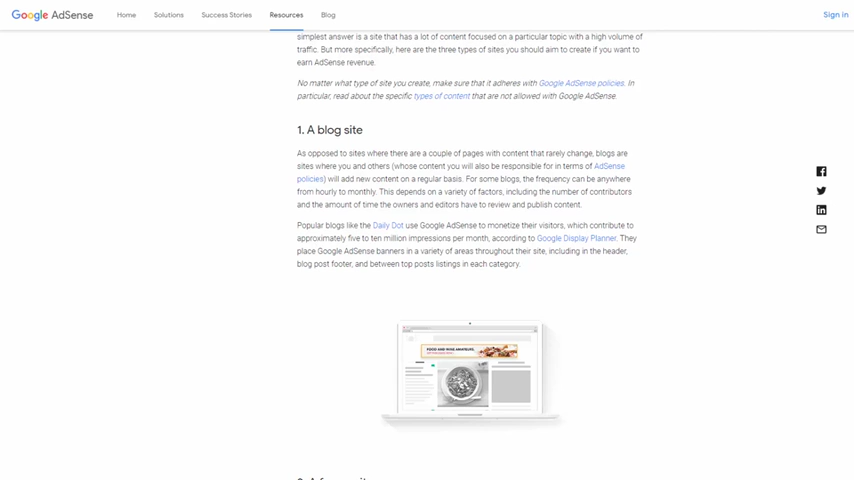 Google AdSense Home Solutions Success Stories Resources Blog Sign in
simplest answer is a site that has a lot of content focused on a particular topic with a high volume of
traffic. But more specifically, here are the three types of sites you should aim to create if you want to
earn AdSense revenue.
No matter what type of site you create, make sure that it adheres with Google AdSense policies. In
particular, read about the specific types of content that are not allowed with Google AdSense.
1. A blog site
As opposed to sites where there are a couple of pages with content that rarely change, blogs are
sites where you and others (whose content you will also be responsible for in terms of AdSense
policies) will add new content on a regular basis. For some blogs, the frequency can be anywhere
from hourly to monthly. This depends on a variety of factors, including the number of contributors
and the amount of time the owners and editors have to review and publish content.
Popular blogs like the Daily Dot use Google AdSense to monetize their visitors, which contribute to
approximately five to ten million impressions per month, according to Google Display Planner. They
place Google AdSense banners in a variety of areas throughout their site, including in the header,
blog post footer, and between top posts listings in each category.
FOOD AND WINE AMATEURS,